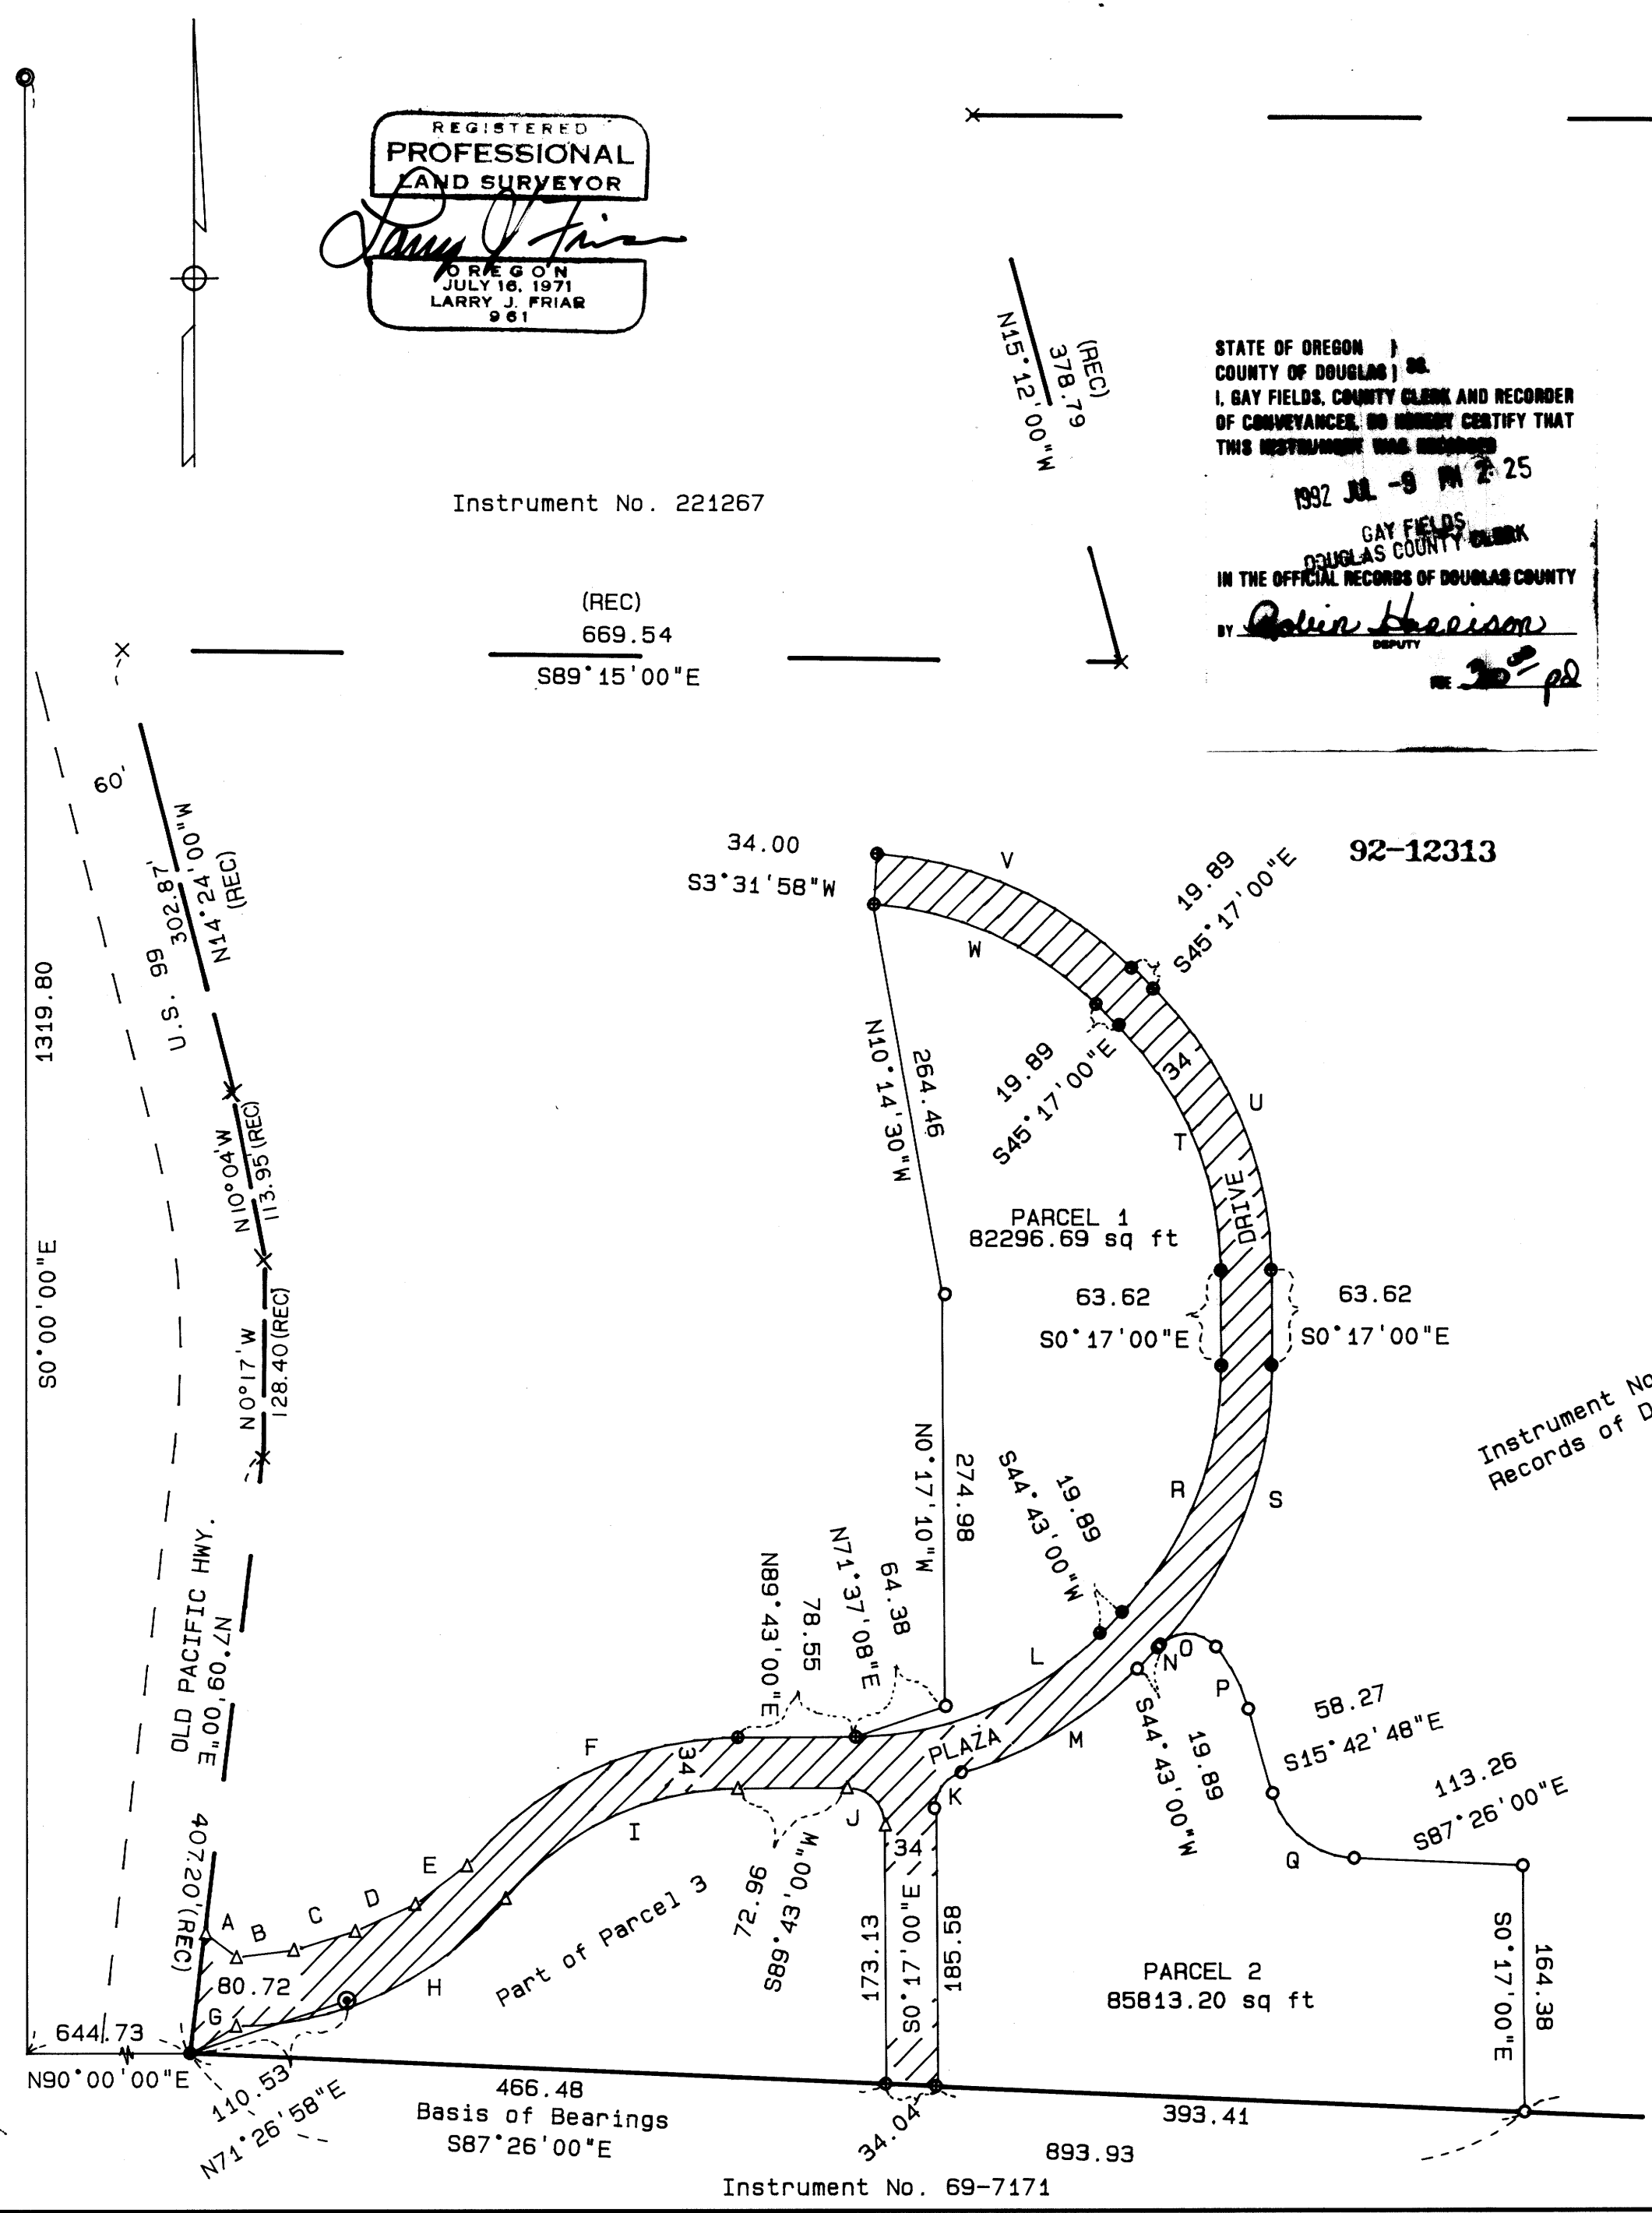 REGISTERED
PROFESSIONAL
LAND SURVEYOR
OREGON
JULY 16, 1971
LARRY J. FRIAR
961
(REC)
378.79
N15°12'00"W
STATE OF OREGON )
COUNTY OF DOUGLAS ) SS.
I, GAY FIELDS, COUNTY CLERK AND RECORDER
OF CONVEYANCES, DO HEREBY CERTIFY THAT
THIS INSTRUMENT WAS RECORDED
1992 JUL -9 PM 2:25
GAY FIELDS
DOUGLAS COUNTY CLERK
IN THE OFFICIAL RECORDS OF DOUGLAS COUNTY
BY Robin Harrison
DEPUTY
FEE 30.00 pd
Instrument No. 221267
(REC)
669.54
S89°15'00"E
60'
U.S. 99
302.87'
N14°24'00"W
(REC)
92-12313
34.00
S3°31'58"W
V
W
19.89
S45°17'00"E
19.89
S45°17'00"E
1319.80
S0°00'00"E
N10°04'W
113.95'(REC)
N0°17'W
128.40(REC)
264.46
N10°14'30"W
34
U
T
DRIVE
PARCEL 1
82296.69 sq ft
63.62
S0°17'00"E
63.62
S0°17'00"E
Instrument No
Records of D
274.98
N0°17'10"W
19.89
S44°43'00"W
R
S
OLD PACIFIC HWY.
N7°09'00"E
407.20'(REC)
N89°43'00"E
78.55
N71°37'08"E
64.38
L
N
O
P
M
PLAZA
F
34
I
J
K
34
S44°43'00"W
19.89
58.27
S15°42'48"E
113.26
S87°26'00"E
Q
72.96
S89°43'00"W
Part of Parcel 3
A
B
C
D
E
80.72
G
H
173.13
S0°17'00"E
185.58
PARCEL 2
85813.20 sq ft
164.38
S0°17'00"E
644.73
N90°00'00"E
110.53
N71°26'58"E
466.48
Basis of Bearings
S87°26'00"E
34.04
393.41
893.93
Instrument No. 69-7171